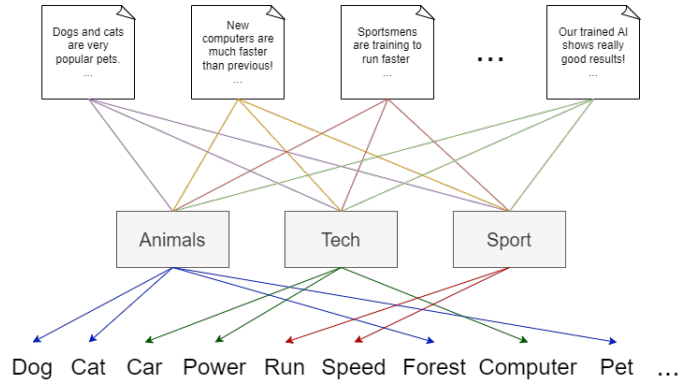 Dogs and cats
are very
popular pets.
...
New
computers are
much faster
than previous!
...
Sportsmens
are training to
run faster
...
...
Our trained AI
shows really
good results!
...
Animals
Tech
Sport
Dog Cat Car Power Run Speed Forest Computer Pet ...